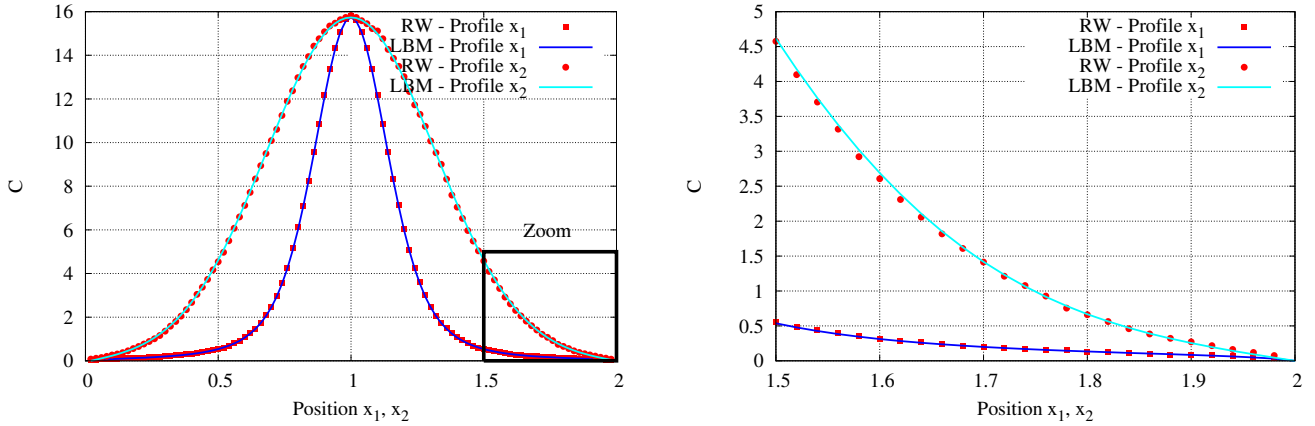 16
14
12
10
8
6
4
2
0
0
0.5
1
1.5
2
C
Position x1, x2
RW - Profile x1
LBM - Profile x1
RW - Profile x2
LBM - Profile x2
Zoom
4.5
4
3.5
3
2.5
2
1.5
1
0.5
0
5
1.5
1.6
1.7
1.8
1.9
2
C
Position x1, x2
RW - Profile x1
LBM - Profile x1
RW - Profile x2
LBM - Profile x2